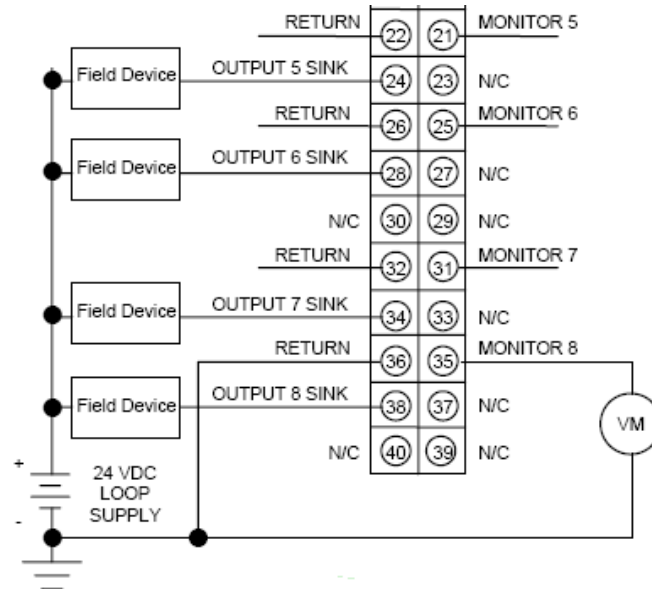 RETURN 22 21 MONITOR 5
Field Device OUTPUT 5 SINK 24 23 N/C
RETURN 26 25 MONITOR 6
Field Device OUTPUT 6 SINK 28 27 N/C
N/C 30 29 N/C
RETURN 32 31 MONITOR 7
Field Device OUTPUT 7 SINK 34 33 N/C
RETURN 36 35 MONITOR 8
Field Device OUTPUT 8 SINK 38 37 N/C
VM
N/C 40 39 N/C
+
24 VDC
LOOP
SUPPLY
-